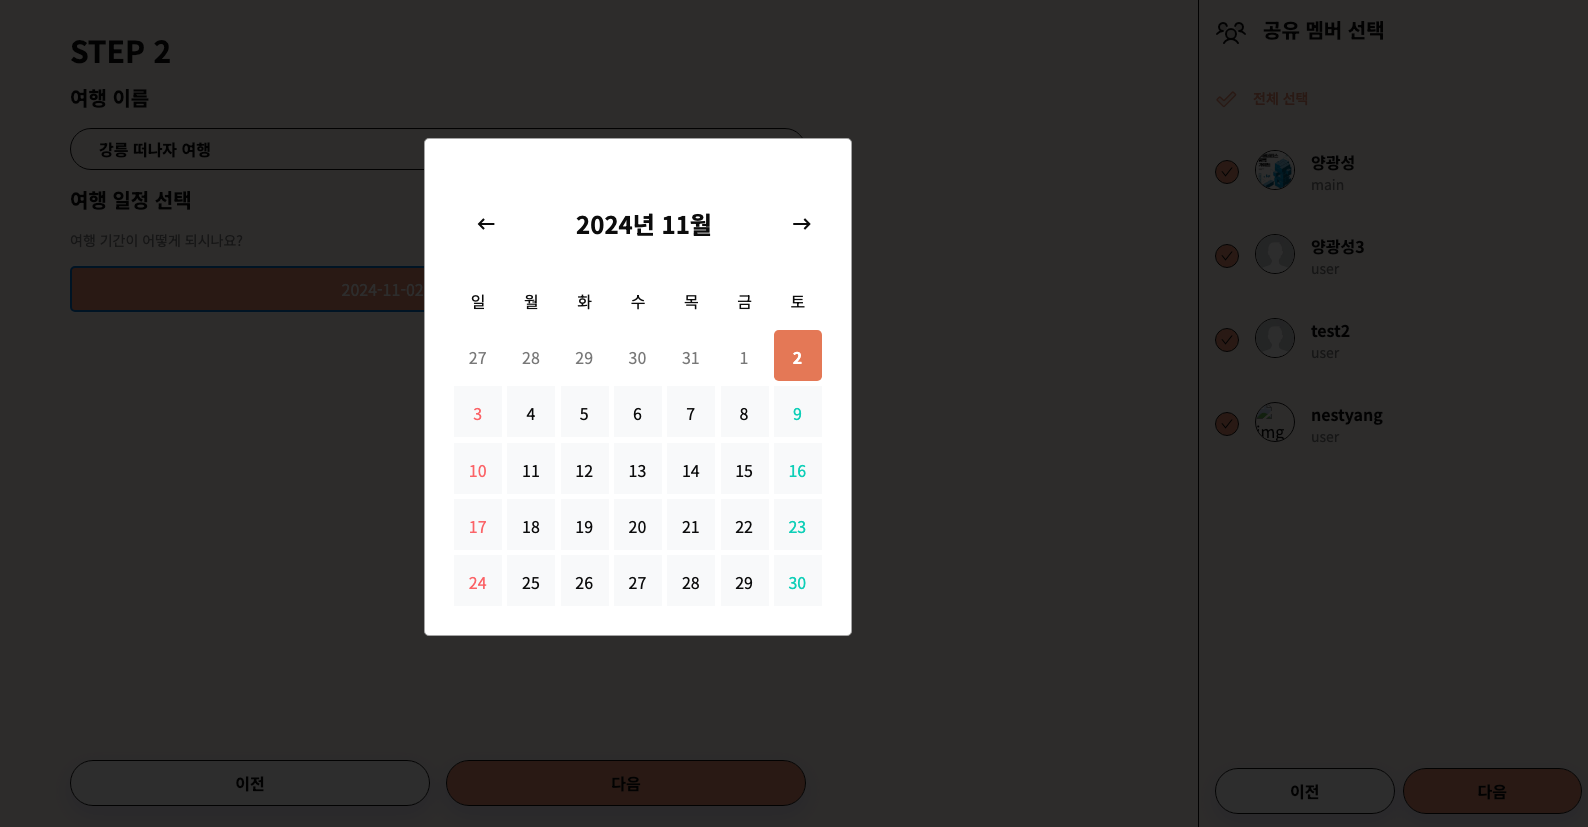 STEP 2
여행 이름
강릉 떠나자 여행
여행 일정 선택
여행 기간이 어떻게 되시나요?
2024-11-02
2024년 11월
일 월 화 수 목 금 토
27 28 29 30 31 1 2
3 4 5 6 7 8 9
10 11 12 13 14 15 16
17 18 19 20 21 22 23
24 25 26 27 28 29 30
이전 다음
공유 멤버 선택
전체 선택
양광성
main
양광성3
user
test2
user
img
nestyang
user
이전 다음